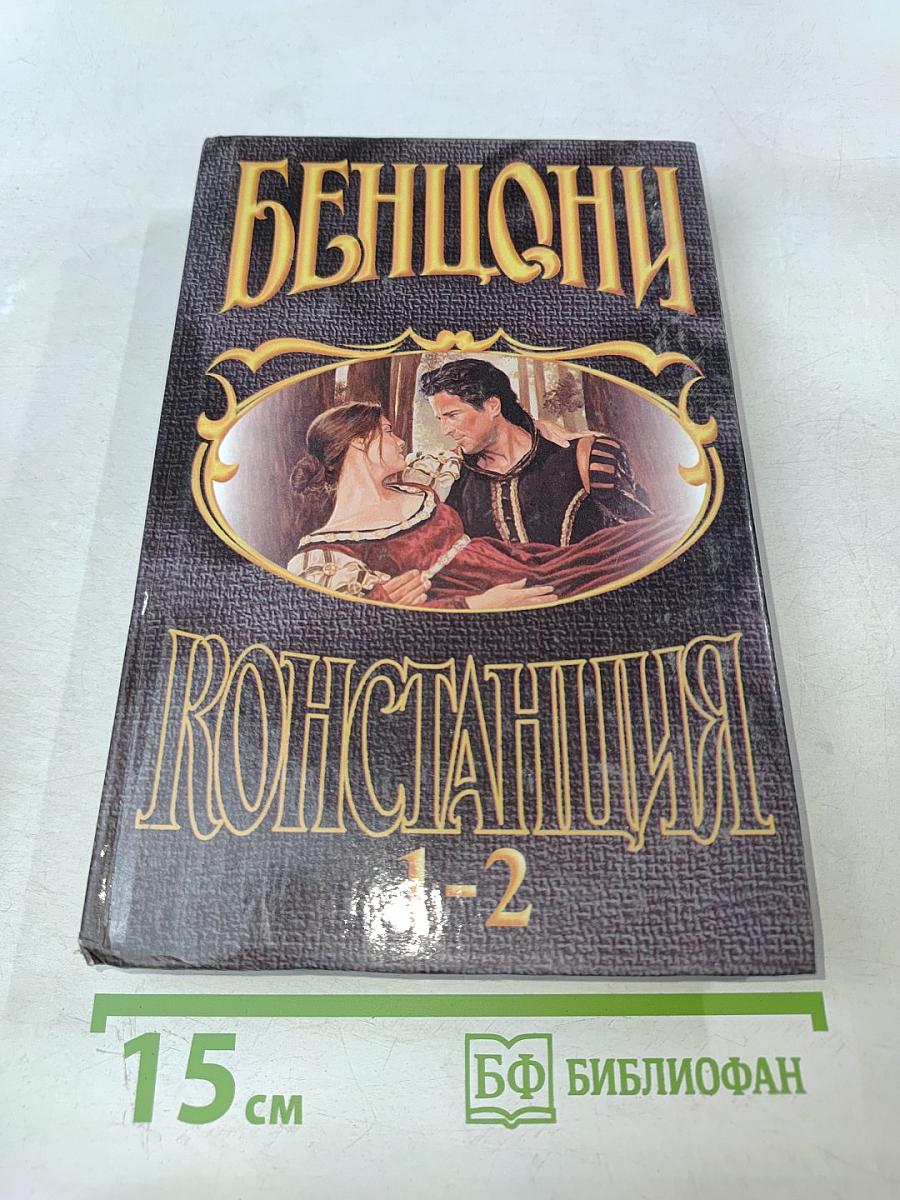 БЕНЦОНИ
КОНСТАНЦИЯ
1-2
15 см
БФ БИБЛИОФАН